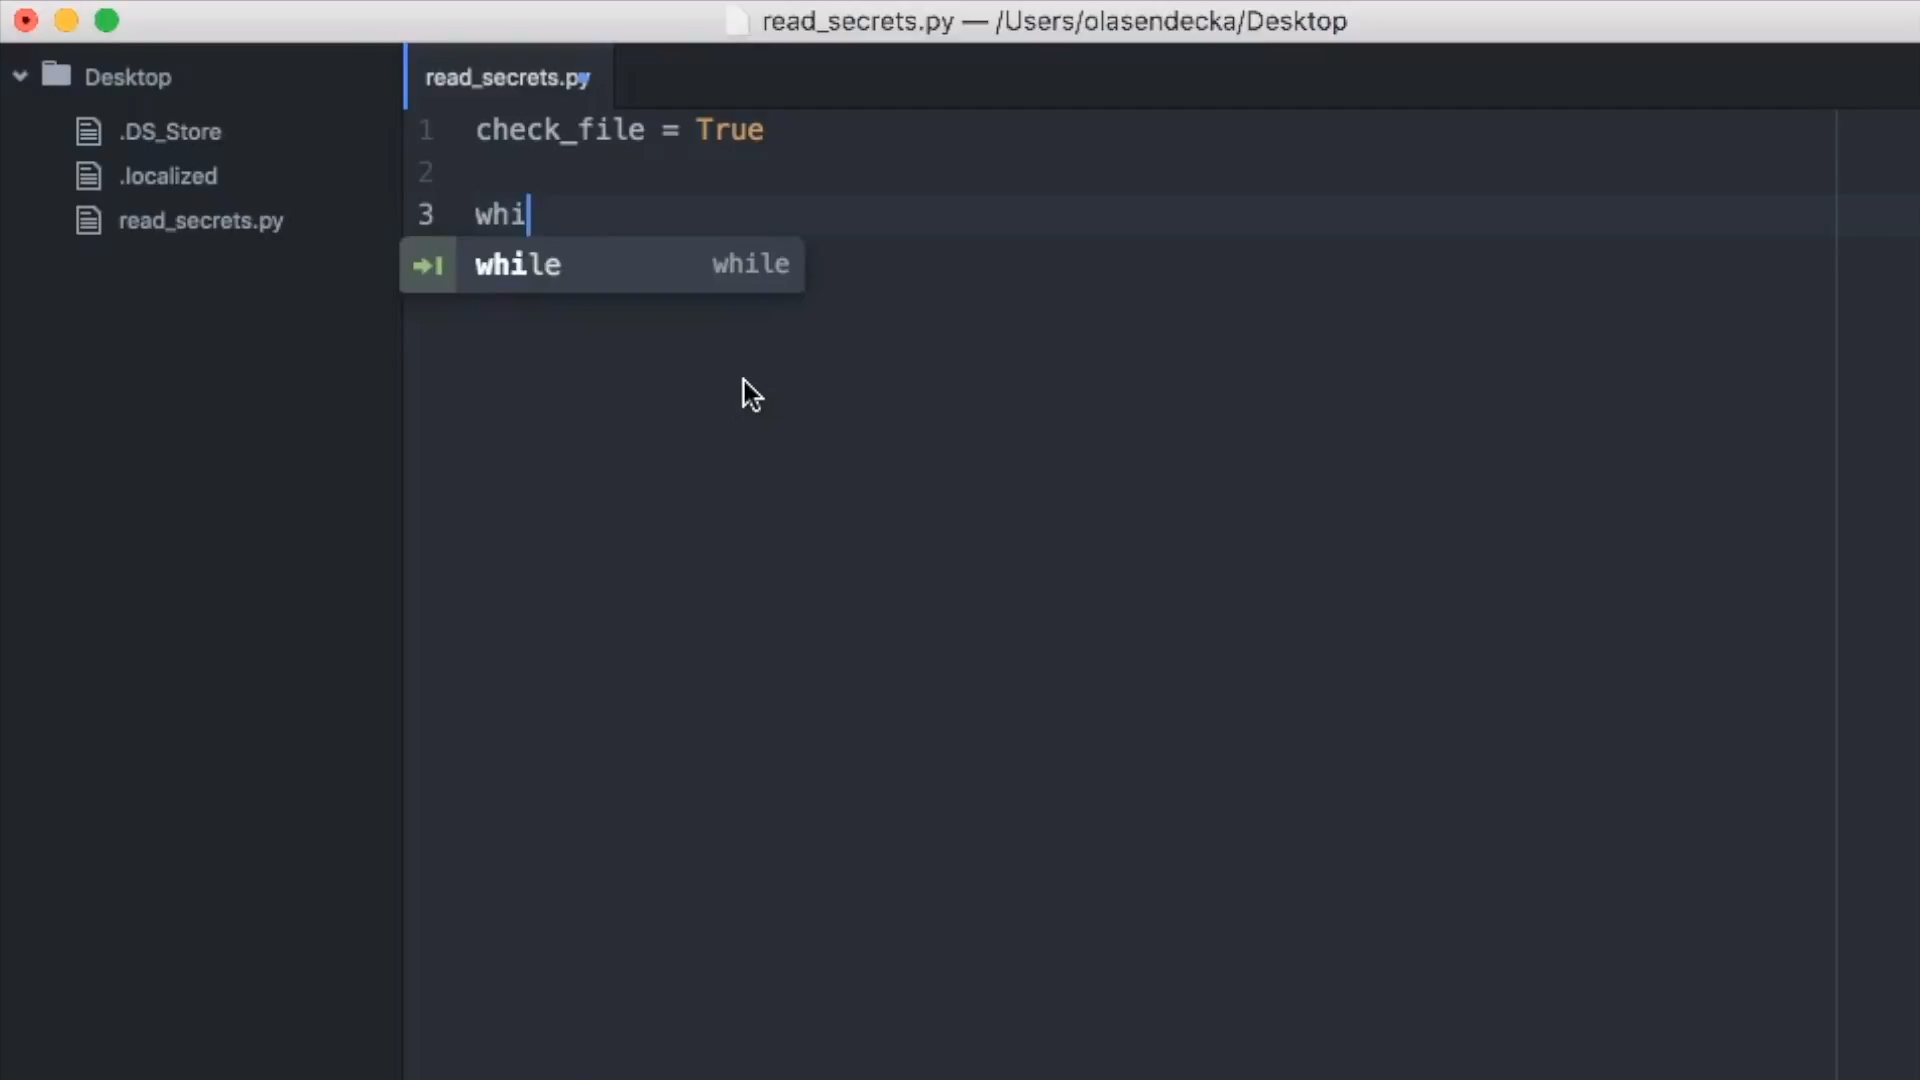 read_secrets.py — /Users/olasendecka/Desktop
Desktop
.DS_Store
.localized
read_secrets.py
read_secrets.py
1 check_file = True
2
3 whi
while while